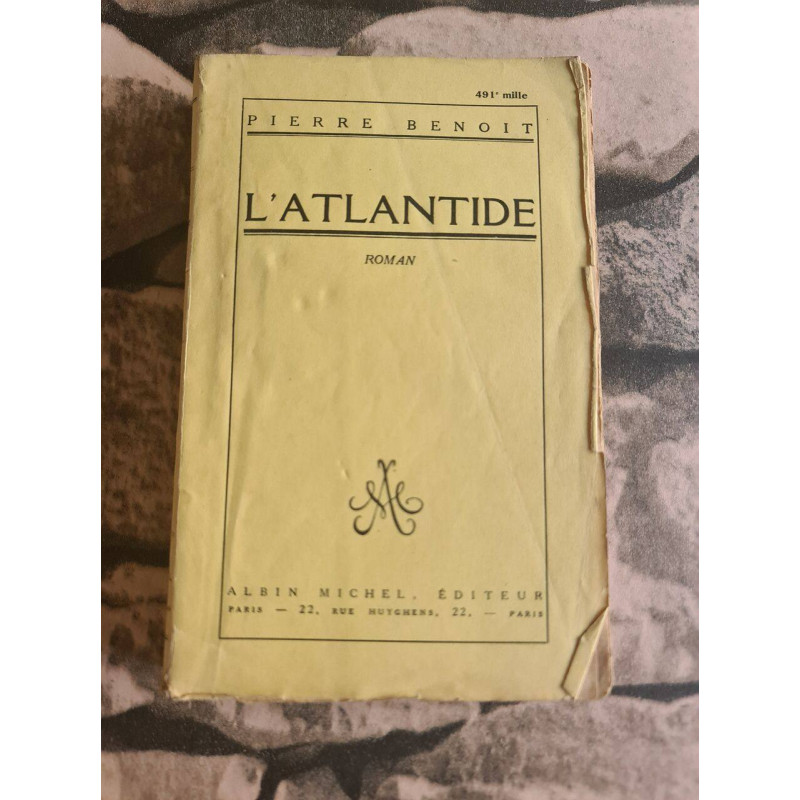 491e mille
PIERRE BENOIT
L'ATLANTIDE
ROMAN
ALBIN MICHEL, ÉDITEUR
PARIS — 22, RUE HUYGHENS, 22, — PARIS